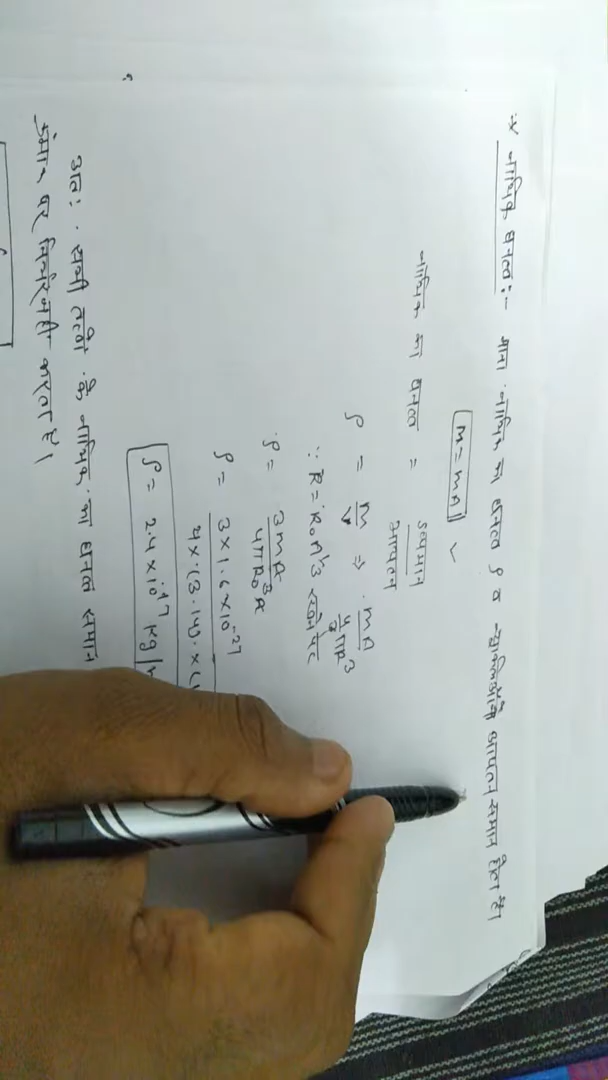 * नाभिक घनत्व :- माना नाभिक का घनत्व ρ व न्यूक्लिऑनों आयतन समान होता है।
M = mA
नाभिक का घनत्व = द्रव्यमान / आयतन
ρ = m/v ⇒ mA / 4/3 πR³
∵ R = R₀A^1/3 रखने पर
ρ = 3mA / 4πR₀³A
ρ = 3 × 1.6 × 10⁻²⁷ / 4 × (3.14) × (1
ρ = 2.4 × 10¹⁷ kg/
अतः सभी तत्वों के नाभिक का घनत्व समान
पर निर्भर नहीं करता है।